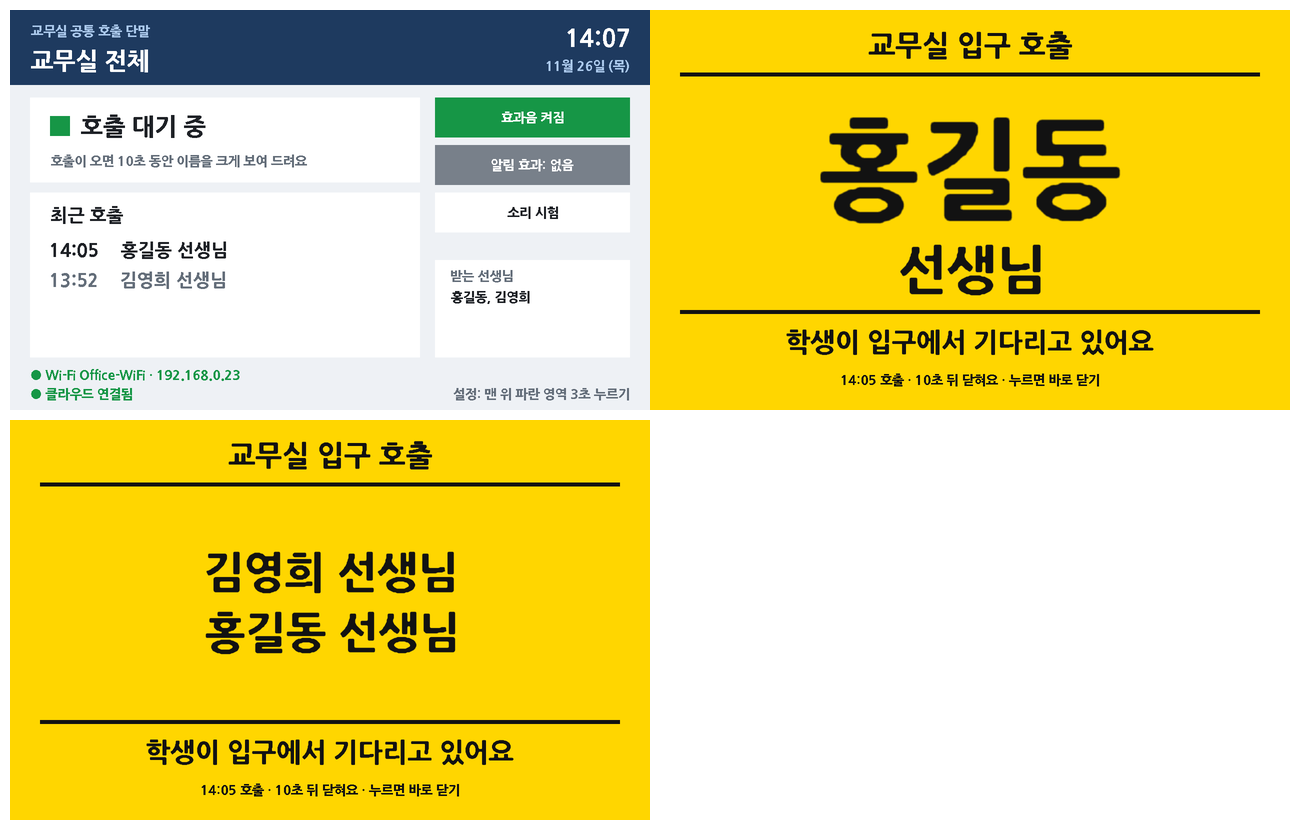 교무실 공통 호출 단말
교무실 전체
14:07
11월 26일 (목)
호출 대기 중
호출이 오면 10초 동안 이름을 크게 보여 드려요
최근 호출
14:05 홍길동 선생님
13:52 김영희 선생님
효과음 켜짐
알림 효과: 없음
소리 시험
받는 선생님
홍길동, 김영희
● Wi-Fi Office-WiFi · 192.168.0.23
● 클라우드 연결됨
설정: 맨 위 파란 영역 3초 누르기
교무실 입구 호출
홍길동
선생님
학생이 입구에서 기다리고 있어요
14:05 호출 · 10초 뒤 닫혀요 · 누르면 바로 닫기
교무실 입구 호출
김영희 선생님
홍길동 선생님
학생이 입구에서 기다리고 있어요
14:05 호출 · 10초 뒤 닫혀요 · 누르면 바로 닫기